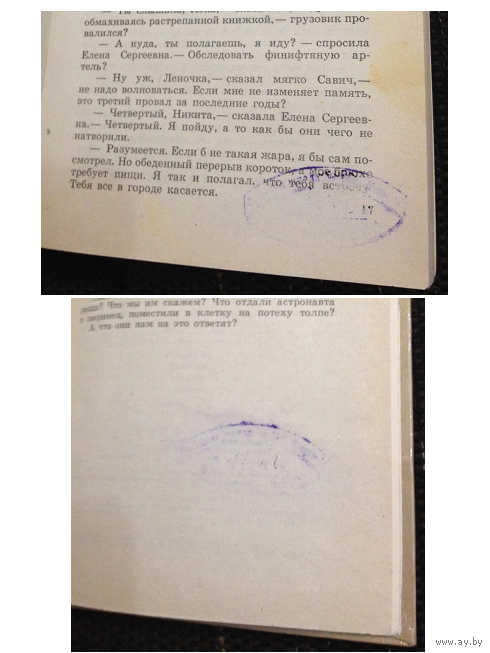 обмахиваясь растрепанной книжкой,— грузовик про-
валился?
— А куда, ты полагаешь, я иду? — спросила
Елена Сергеевна.— Обследовать финифтяную ар-
тель?
— Ну уж, Леночка,— сказал мягко Савич,—
не надо волноваться. Если мне не изменяет память,
это третий провал за последние годы?
— Четвертый, Никита,— сказала Елена Сергеев-
на.— Четвертый. Я пойду, а то как бы они чего не
натворили.
— Разумеется. Если б не такая жара, я бы сам по-
смотрел. Но обеденный перерыв короток, а мое брюхо
требует пищи. Я так и полагал, что тебя
Тебя все в городе касается.
17
Что мы им скажем? Что отдали астронавта
в зверинец, поместили в клетку на потеху толпе?
А что они нам на это ответят?
www.ay.by